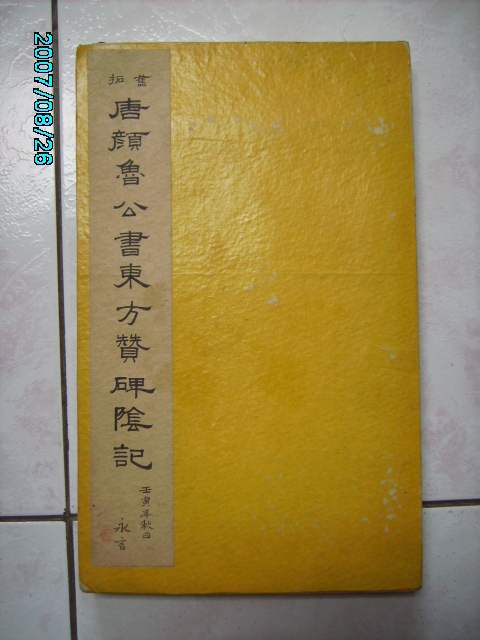 舊拓
唐顏魯公書東方贊碑陰記
壬寅年秋日
永言
2007/08/26